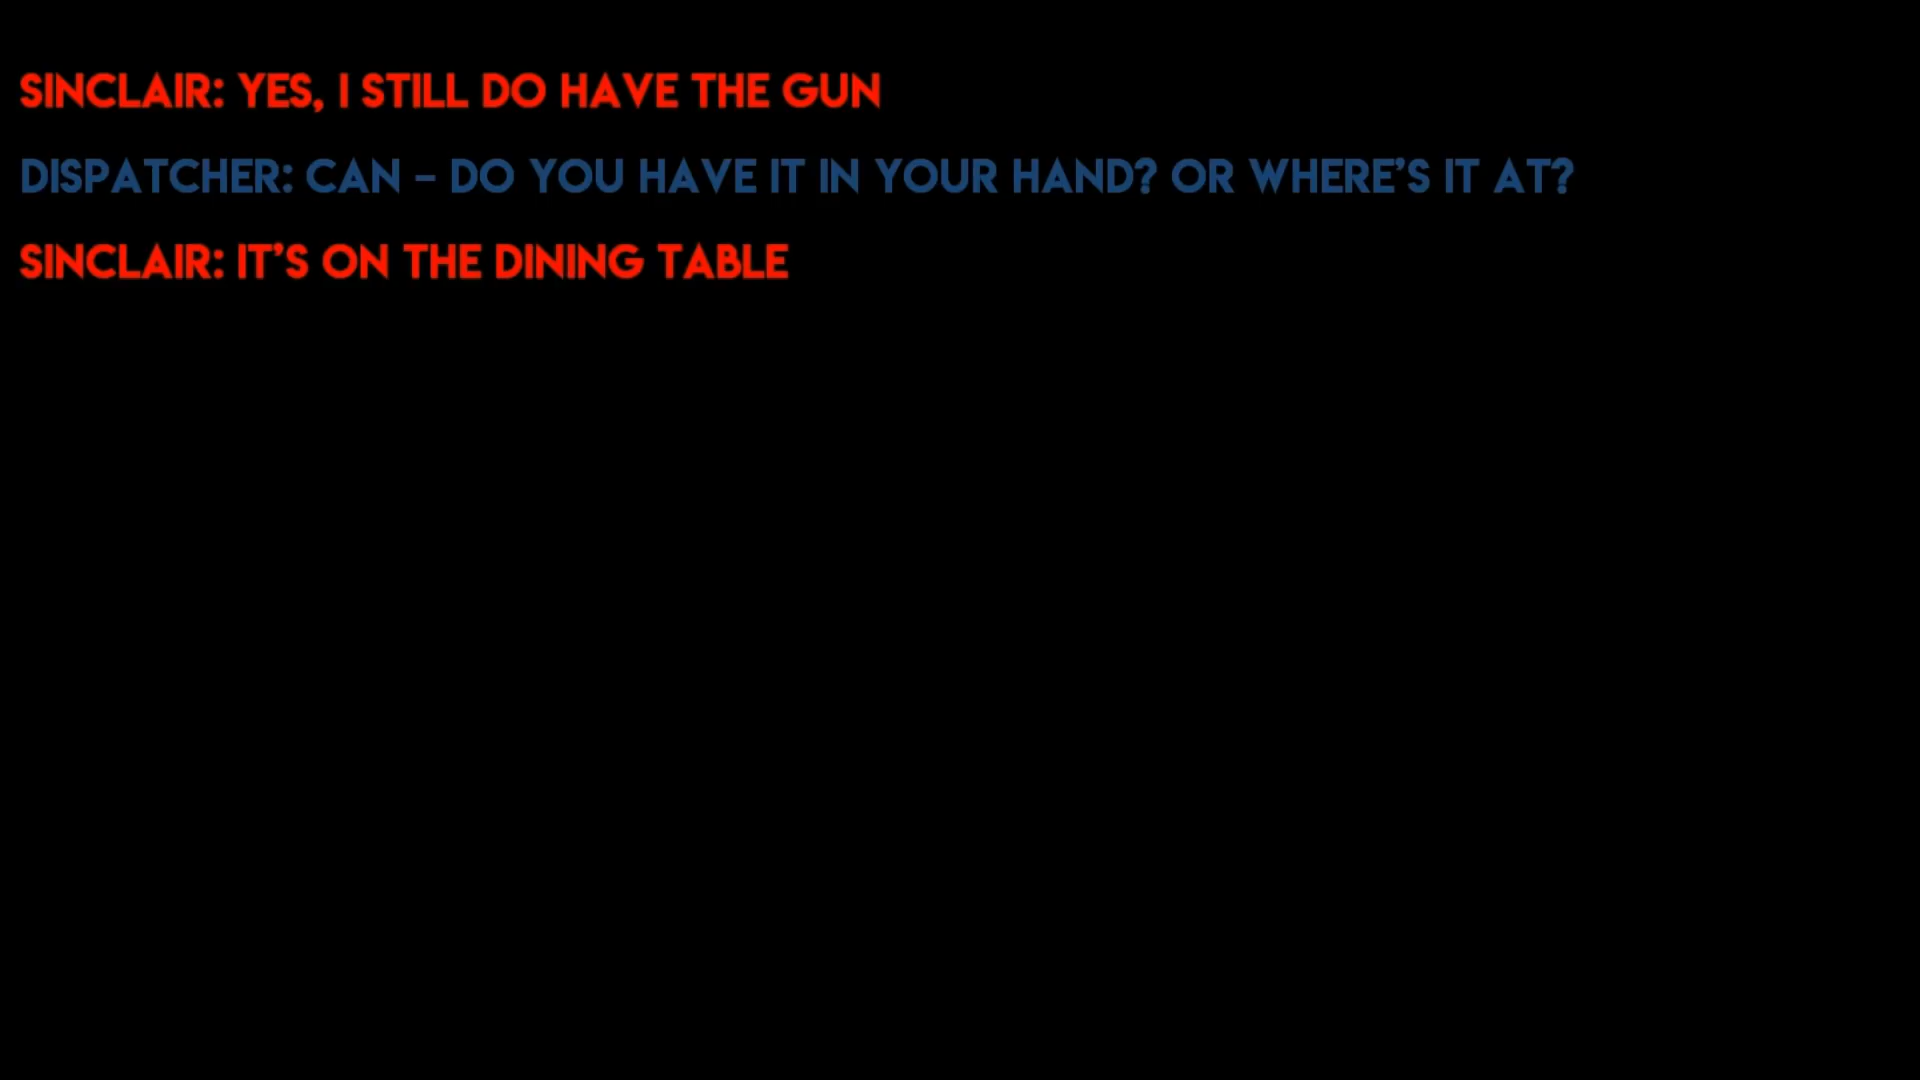 SINCLAIR: YES, I STILL DO HAVE THE GUN
DISPATCHER: CAN – DO YOU HAVE IT IN YOUR HAND? OR WHERE’S IT AT?
SINCLAIR: IT’S ON THE DINING TABLE